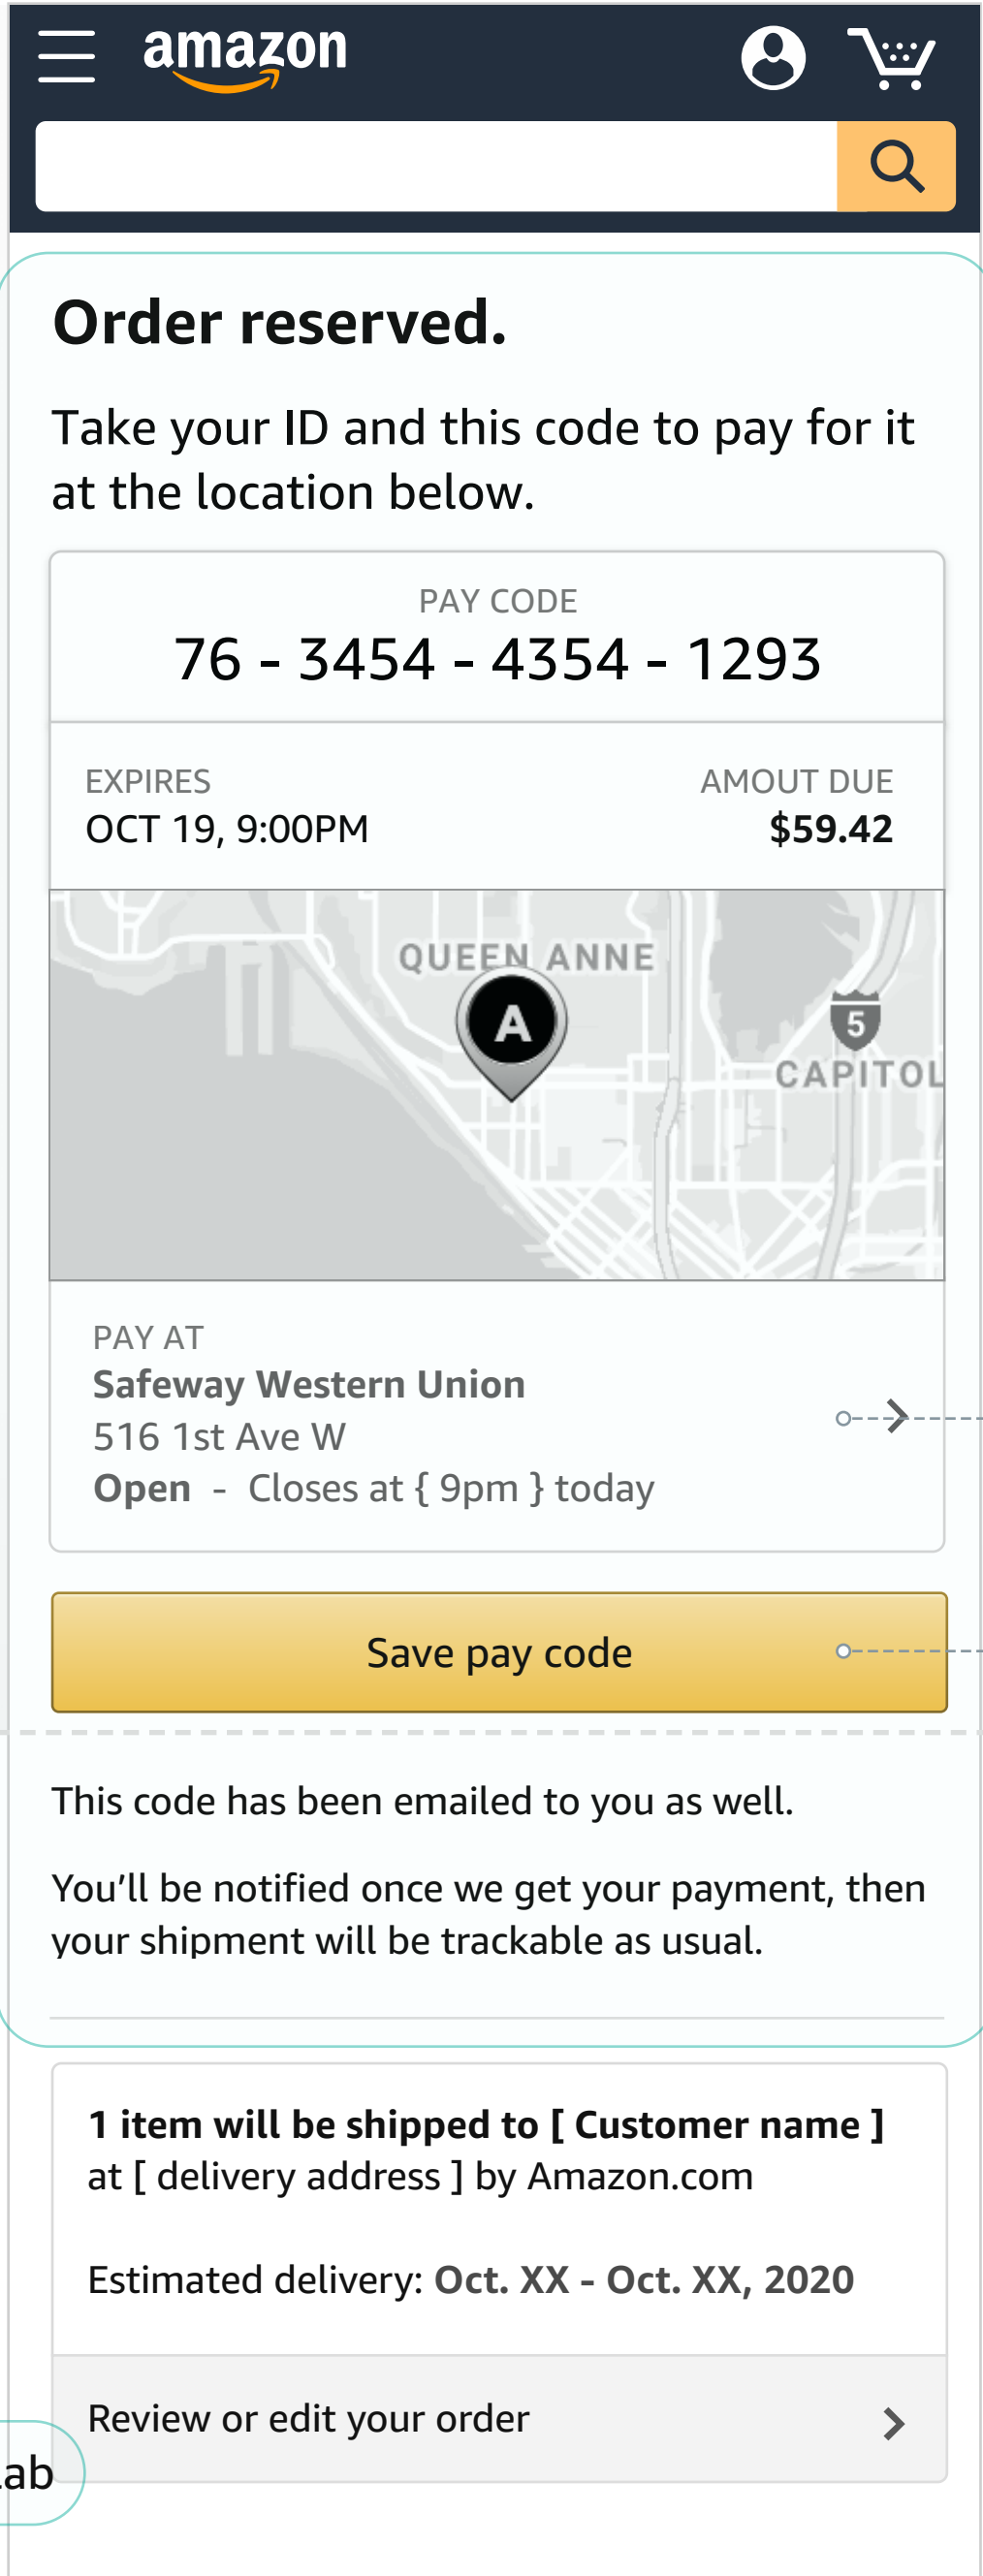 amazon
Order reserved.
Take your ID and this code to pay for it
at the location below.
PAY CODE
76 - 3454 - 4354 - 1293
EXPIRES
AMOUT DUE
OCT 19, 9:00PM
$59.42
QUEEN ANNE
A
5
CAPITOL
PAY AT
Safeway Western Union
516 1st Ave W
Open - Closes at { 9pm } today
Save pay code
This code has been emailed to you as well.
You’ll be notified once we get your payment, then
your shipment will be trackable as usual.
1 item will be shipped to [ Customer name ]
at [ delivery address ] by Amazon.com
Estimated delivery: Oct. XX - Oct. XX, 2020
Review or edit your order